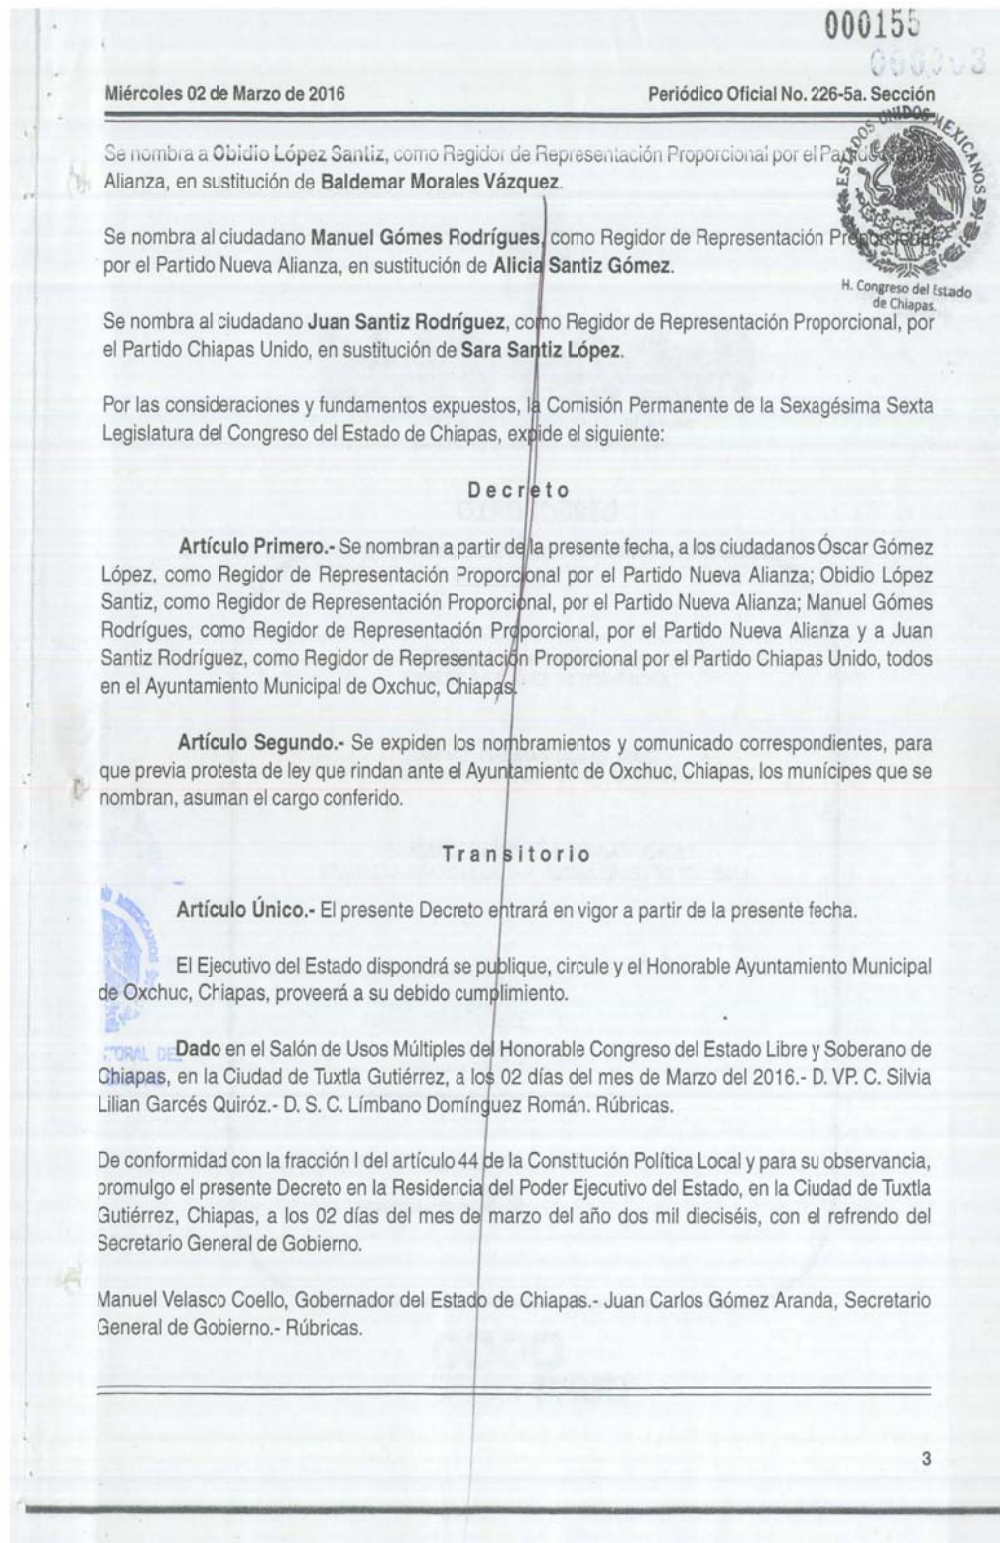 000155
Miércoles 02 de Marzo de 2016 Periódico Oficial No. 226-5a. Sección
ESTADOS UNIDOS MEXICANOS
H. Congreso del Estado
de Chiapas.
Se nombra a Obidio López Santiz, como Regidor de Representación Proporcional por el
Alianza, en sustitución de Baldemar Morales Vázquez.
Se nombra al ciudadano Manuel Gómes Rodrígues, como Regidor de Representación Proporcional
por el Partido Nueva Alianza, en sustitución de Alicia Santiz Gómez.
Se nombra al ciudadano Juan Santiz Rodríguez, como Regidor de Representación Proporcional, por
el Partido Chiapas Unido, en sustitución de Sara Santiz López.
Por las consideraciones y fundamentos expuestos, la Comisión Permanente de la Sexagésima Sexta
Legislatura del Congreso del Estado de Chiapas, expide el siguiente:
Decreto
Artículo Primero.- Se nombran a partir de la presente fecha, a los ciudadanos Óscar Gómez
López, como Regidor de Representación Proporcional por el Partido Nueva Alianza; Obidio López
Santiz, como Regidor de Representación Proporcional, por el Partido Nueva Alianza; Manuel Gómes
Rodrígues, como Regidor de Representación Proporcional, por el Partido Nueva Alianza y a Juan
Santiz Rodríguez, como Regidor de Representación Proporcional por el Partido Chiapas Unido, todos
en el Ayuntamiento Municipal de Oxchuc, Chiapas.
Artículo Segundo.- Se expiden los nombramientos y comunicado correspondientes, para
que previa protesta de ley que rindan ante el Ayuntamiento de Oxchuc, Chiapas, los munícipes que se
nombran, asuman el cargo conferido.
Transitorio
Artículo Único.- El presente Decreto entrará en vigor a partir de la presente fecha.
El Ejecutivo del Estado dispondrá se publique, circule y el Honorable Ayuntamiento Municipal
de Oxchuc, Chiapas, proveerá a su debido cumplimiento.
Dado en el Salón de Usos Múltiples del Honorable Congreso del Estado Libre y Soberano de
Chiapas, en la Ciudad de Tuxtla Gutiérrez, a los 02 días del mes de Marzo del 2016.- D. VP. C. Silvia
Lilian Garcés Quiróz.- D. S. C. Límbano Domínguez Román. Rúbricas.
De conformidad con la fracción I del artículo 44 de la Constitución Política Local y para su observancia,
promulgo el presente Decreto en la Residencia del Poder Ejecutivo del Estado, en la Ciudad de Tuxtla
Gutiérrez, Chiapas, a los 02 días del mes de marzo del año dos mil dieciséis, con el refrendo del
Secretario General de Gobierno.
Manuel Velasco Coello, Gobernador del Estado de Chiapas.- Juan Carlos Gómez Aranda, Secretario
General de Gobierno.- Rúbricas.
3